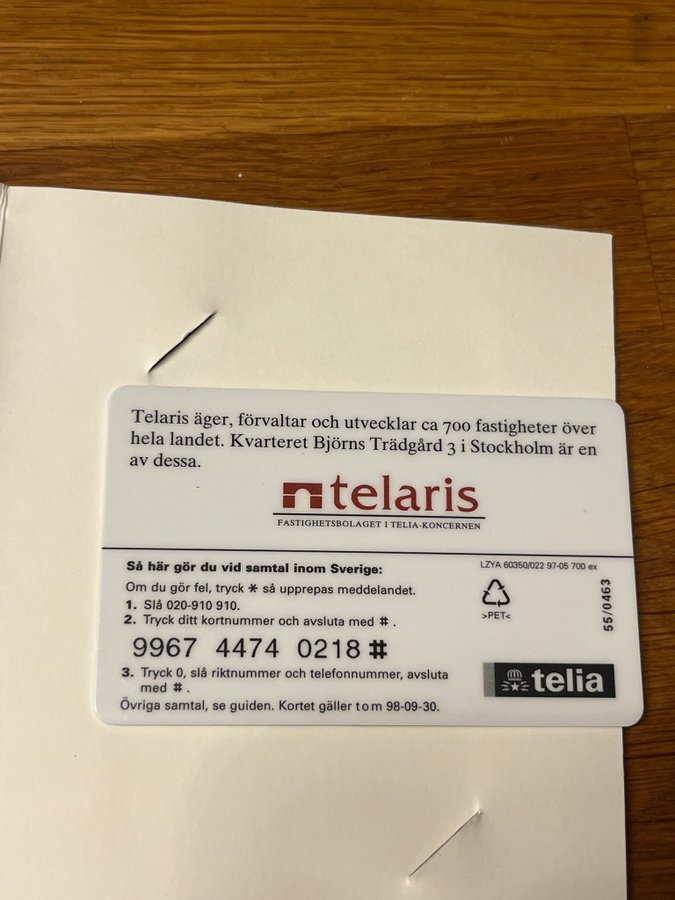 Telaris äger, förvaltar och utvecklar ca 700 fastigheter över
hela landet. Kvarteret Björns Trädgård 3 i Stockholm är en
av dessa.
telaris
FASTIGHETSBOLAGET I TELIA-KONCERNEN
Så här gör du vid samtal inom Sverige:
LZYA 60350/022 97-05 700 ex
Om du gör fel, tryck * så upprepas meddelandet.
1. Slå 020-910 910.
2. Tryck ditt kortnummer och avsluta med #.
>PET<
55/0463
9967 4474 0218 #
3. Tryck 0, slå riktnummer och telefonnummer, avsluta
med #.
telia
Övriga samtal, se guiden. Kortet gäller tom 98-09-30.